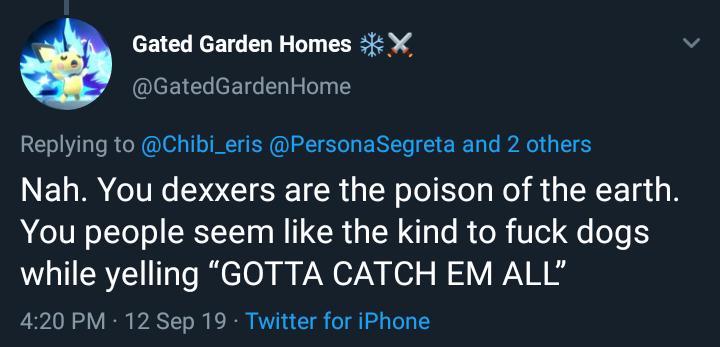 Gated Garden Homes ❄️⚔️
@GatedGardenHome
Replying to @Chibi_eris @PersonaSegreta and 2 others
Nah. You dexxers are the poison of the earth.
You people seem like the kind to fuck dogs
while yelling “GOTTA CATCH EM ALL”
4:20 PM · 12 Sep 19 · Twitter for iPhone